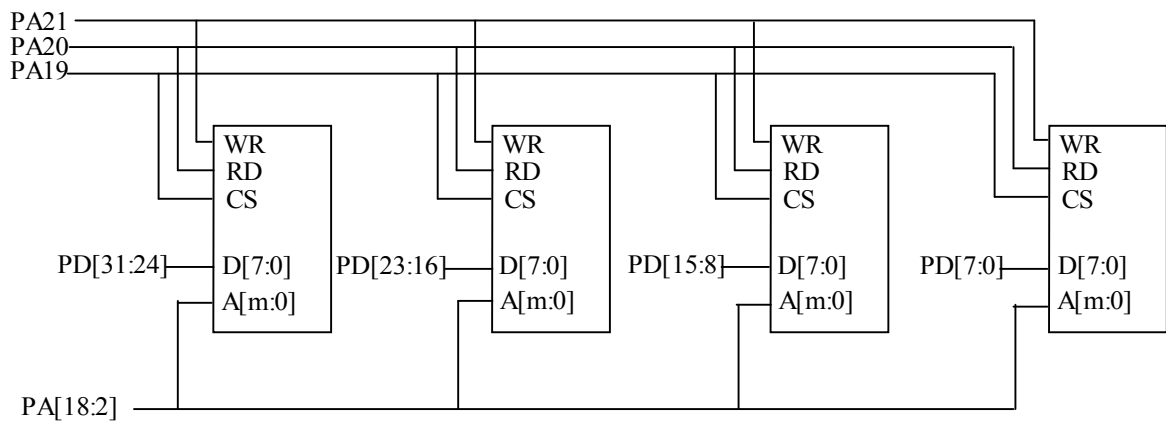 PA21
PA20
PA19
WR WR WR WR
RD RD RD RD
CS CS CS CS
PD[31:24] D[7:0] PD[23:16] D[7:0] PD[15:8] D[7:0] PD[7:0] D[7:0]
A[m:0] A[m:0] A[m:0] A[m:0]
PA[18:2]